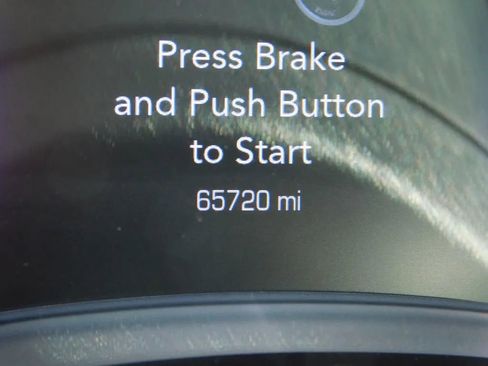 Press Brake
and Push Button
to Start
65720 mi